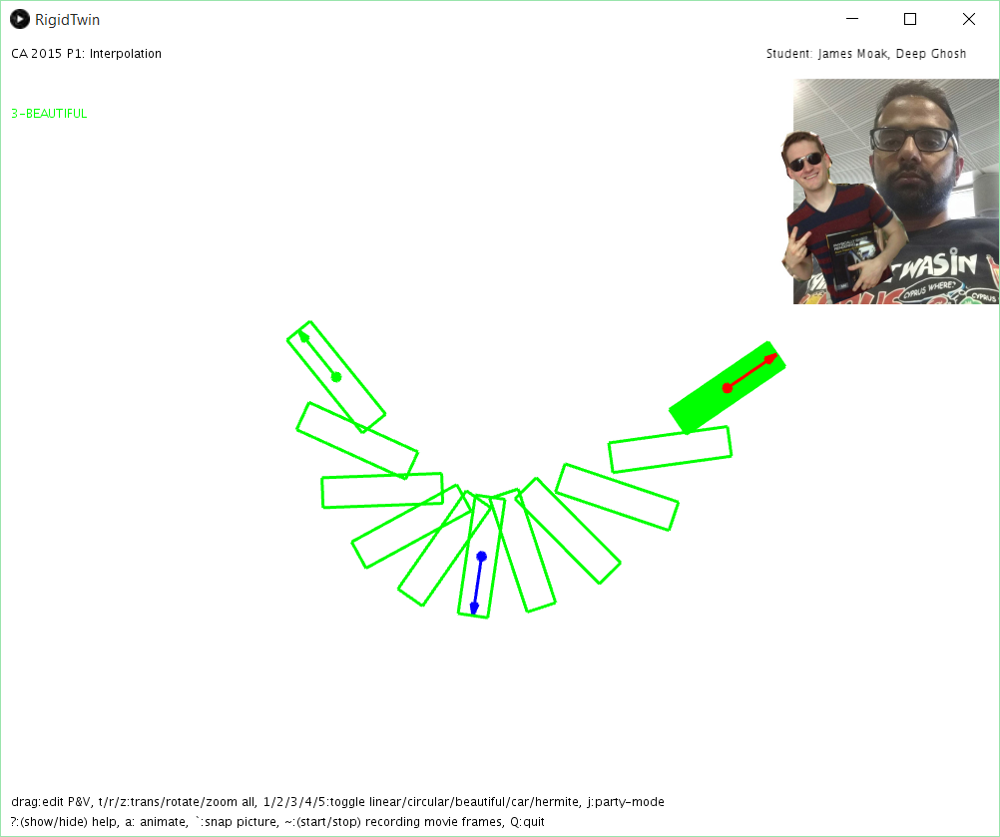 RigidTwin
CA 2015 P1: Interpolation
Student: James Moak, Deep Ghosh
3-BEAUTIFUL
TWASIN
CYPRUS WHERE?
drag:edit P&V, t/r/z:trans/rotate/zoom all, 1/2/3/4/5:toggle linear/circular/beautiful/car/hermite, j:party-mode
?:(show/hide) help, a: animate, `:snap picture, ~:(start/stop) recording movie frames, Q:quit